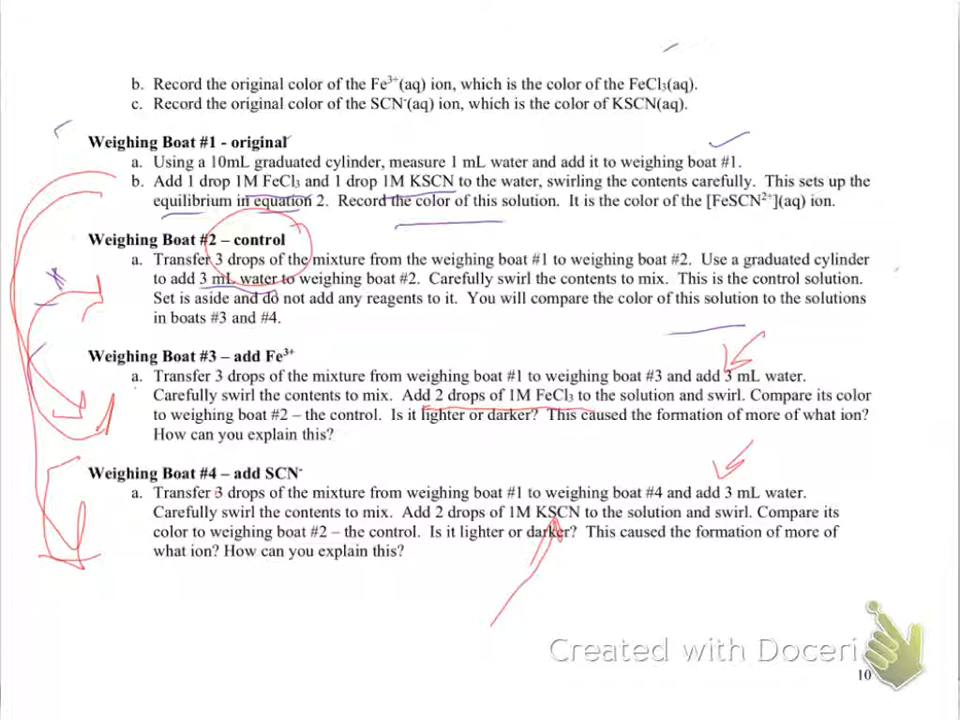 b. Record the original color of the Fe³⁺(aq) ion, which is the color of the FeCl₃(aq).
c. Record the original color of the SCN⁻(aq) ion, which is the color of KSCN(aq).
Weighing Boat #1 - original
a. Using a 10mL graduated cylinder, measure 1 mL water and add it to weighing boat #1.
b. Add 1 drop 1M FeCl₃ and 1 drop 1M KSCN to the water, swirling the contents carefully. This sets up the
equilibrium in equation 2. Record the color of this solution. It is the color of the [FeSCN²⁺](aq) ion.
Weighing Boat #2 – control
a. Transfer 3 drops of the mixture from the weighing boat #1 to weighing boat #2. Use a graduated cylinder
to add 3 mL water to weighing boat #2. Carefully swirl the contents to mix. This is the control solution.
Set is aside and do not add any reagents to it. You will compare the color of this solution to the solutions
in boats #3 and #4.
Weighing Boat #3 – add Fe³⁺
a. Transfer 3 drops of the mixture from weighing boat #1 to weighing boat #3 and add 3 mL water.
Carefully swirl the contents to mix. Add 2 drops of 1M FeCl₃ to the solution and swirl. Compare its color
to weighing boat #2 – the control. Is it lighter or darker? This caused the formation of more of what ion?
How can you explain this?
Weighing Boat #4 – add SCN⁻
a. Transfer 3 drops of the mixture from weighing boat #1 to weighing boat #4 and add 3 mL water.
Carefully swirl the contents to mix. Add 2 drops of 1M KSCN to the solution and swirl. Compare its
color to weighing boat #2 – the control. Is it lighter or darker? This caused the formation of more of
what ion? How can you explain this?
Created with Doceri
10